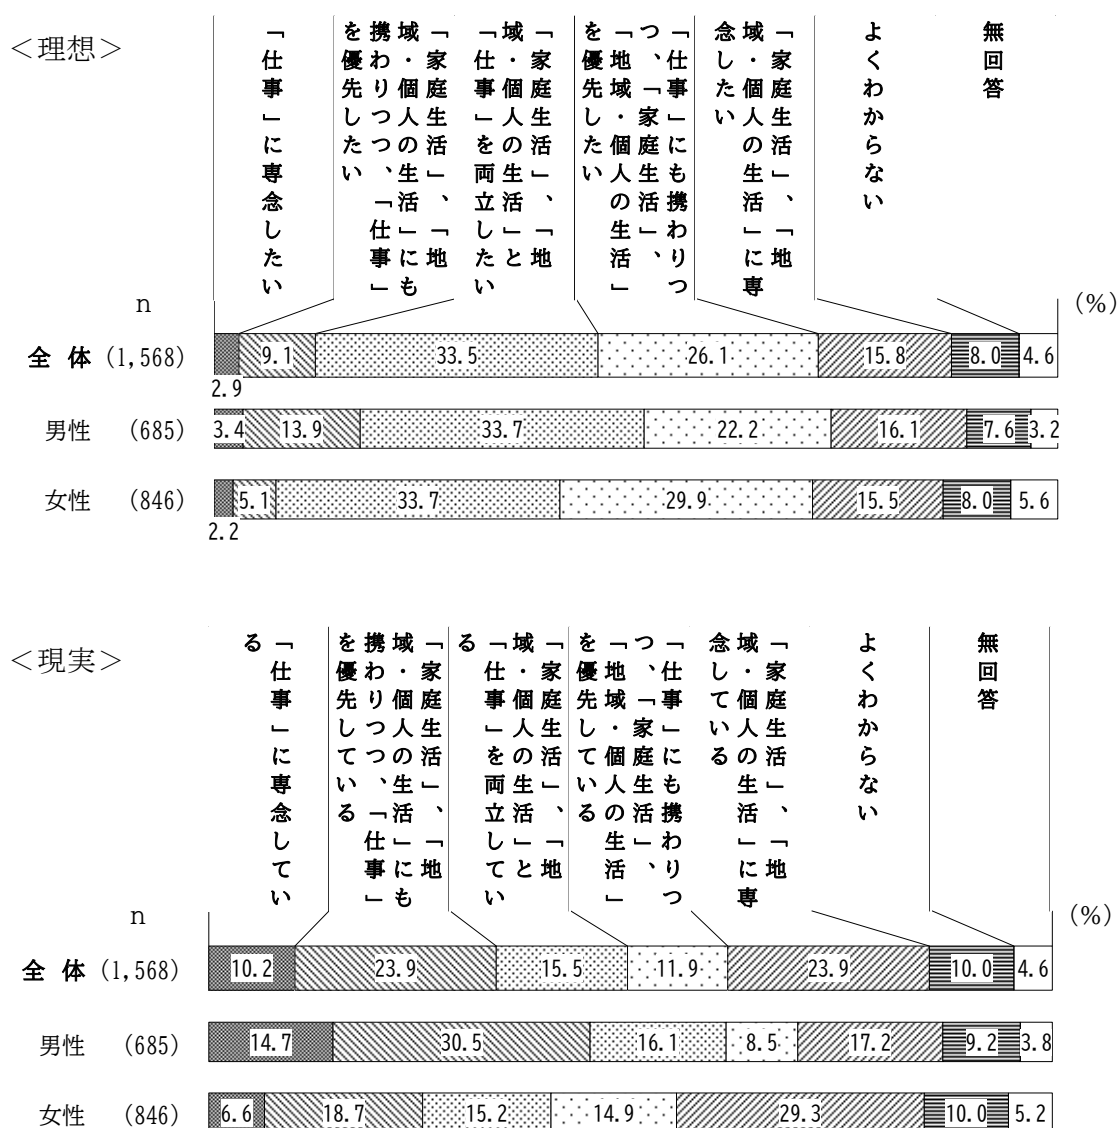 ＜理想＞
「仕事」に専念したい
「家庭生活」、「地
域・個人の生活」にも
携わりつつ、「仕事」
を優先したい
「家庭生活」、「地
域・個人の生活」と
「仕事」を両立したい
「仕事」にも携わりつ
つ、「家庭生活」、
「地域・個人の生活」
を優先したい
「家庭生活」、「地
域・個人の生活」に専
念したい
よくわからない
無回答
n
(%)
全 体 (1,568)
9.1
33.5
26.1
15.8
8.0
4.6
2.9
男性 (685)
3.4
13.9
33.7
22.2
16.1
7.6
3.2
女性 (846)
5.1
33.7
29.9
15.5
8.0
5.6
2.2
＜現実＞
「仕事」に専念してい
る
「家庭生活」、「地
域・個人の生活」にも
携わりつつ、「仕事」
を優先している
「家庭生活」、「地
域・個人の生活」と
「仕事」を両立してい
る
「仕事」にも携わりつ
つ、「家庭生活」、
「地域・個人の生活」
を優先している
「家庭生活」、「地
域・個人の生活」に専
念している
よくわからない
無回答
n
(%)
全 体 (1,568)
10.2
23.9
15.5
11.9
23.9
10.0
4.6
男性 (685)
14.7
30.5
16.1
8.5
17.2
9.2
3.8
女性 (846)
6.6
18.7
15.2
14.9
29.3
10.0
5.2